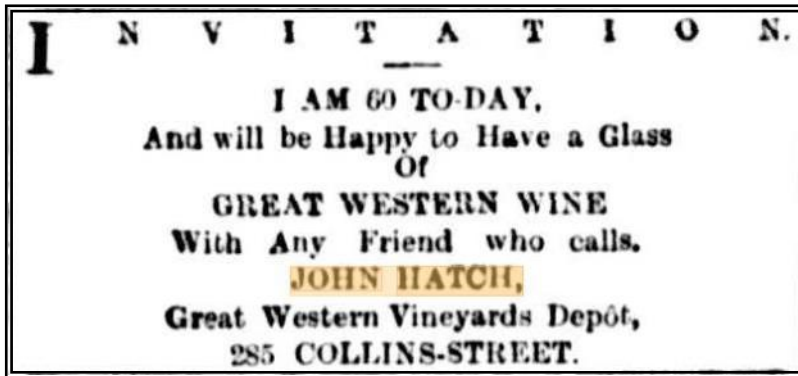 INVITATION.
I AM 60 TO-DAY,
And will be Happy to Have a Glass
Of
GREAT WESTERN WINE
With Any Friend who calls.
JOHN HATCH,
Great Western Vineyards Depôt,
285 COLLINS-STREET.